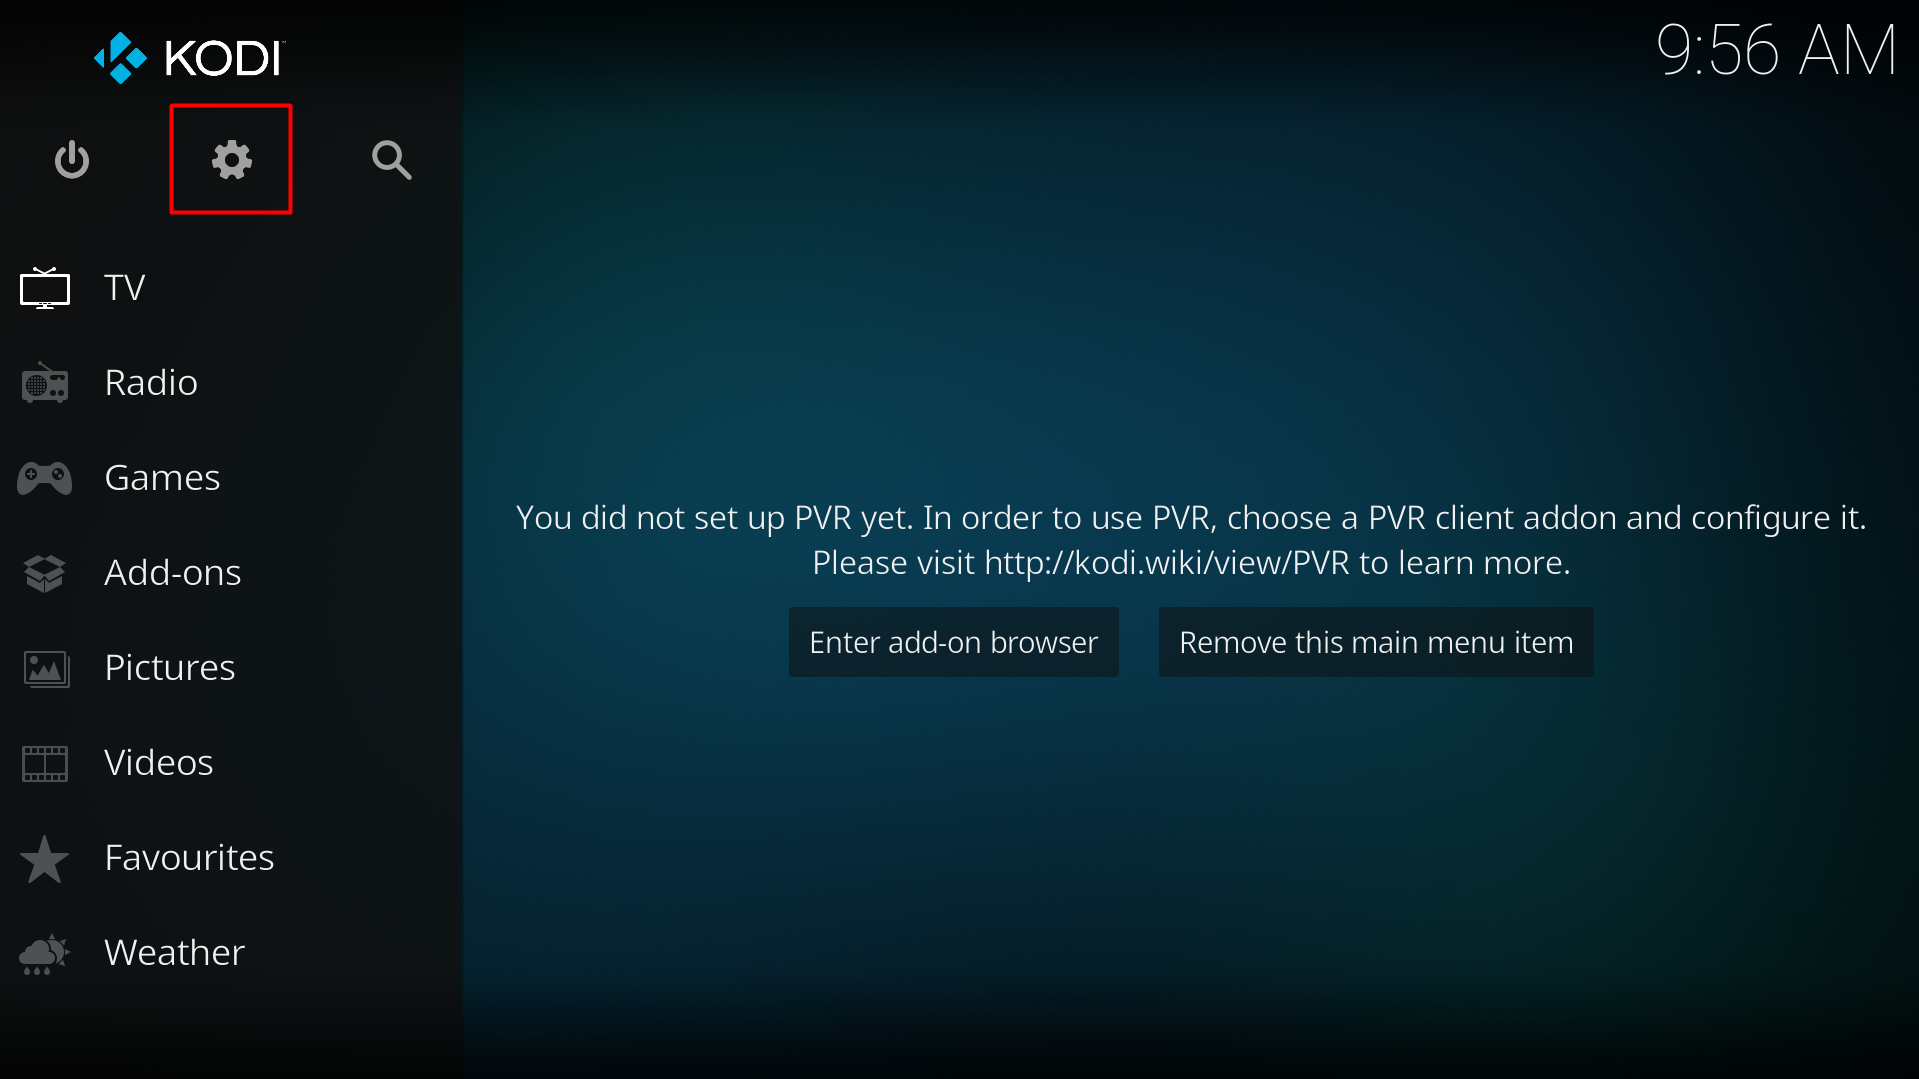 KODI
9:56 AM
TV
Radio
Games
Add-ons
Pictures
Videos
Favourites
Weather
You did not set up PVR yet. In order to use PVR, choose a PVR client addon and configure it.
Please visit http://kodi.wiki/view/PVR to learn more.
Enter add-on browser
Remove this main menu item